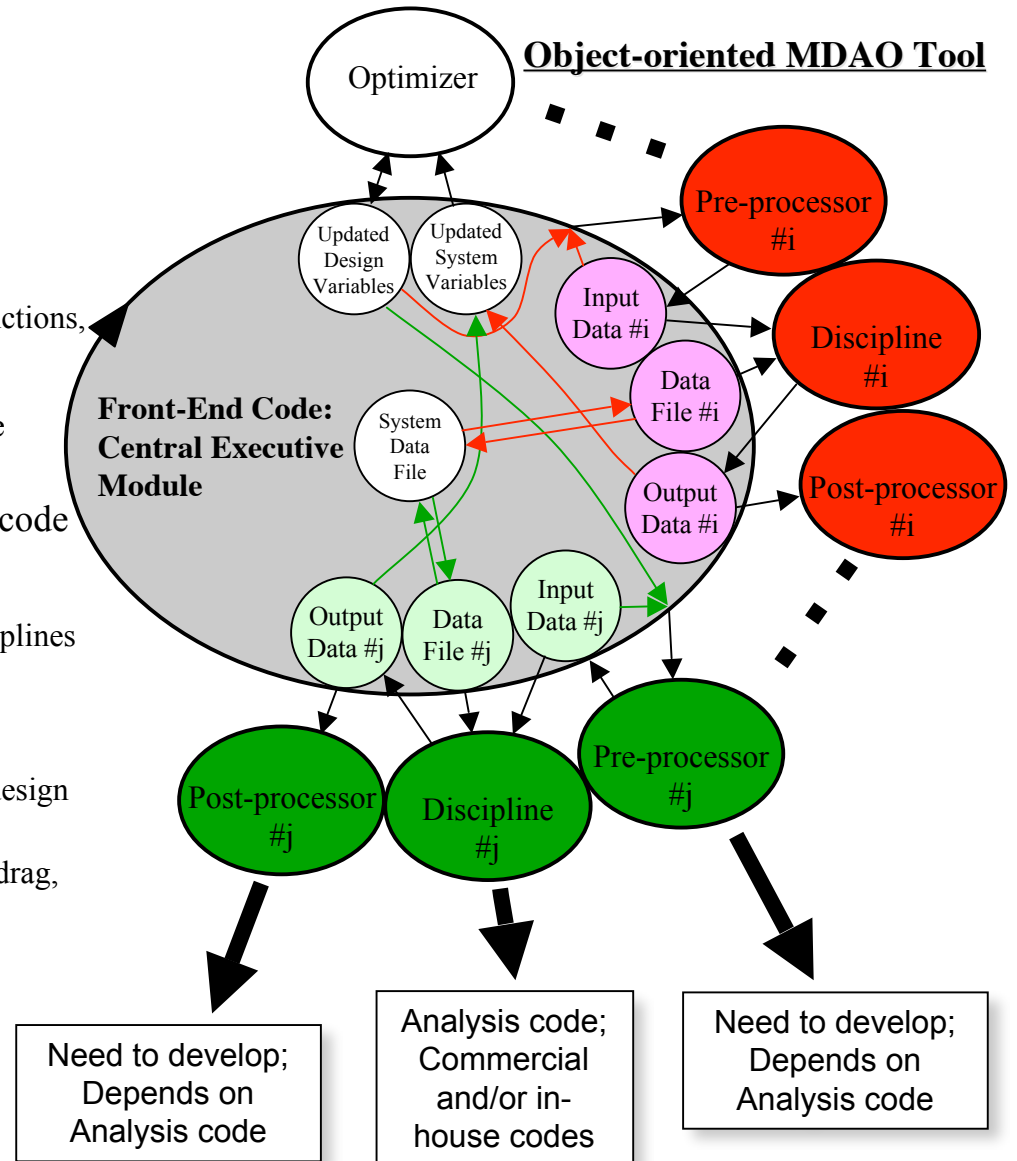 Object-oriented MDAO Tool
Optimizer
Pre-processor
#i
Updated
Design
Variables
Updated
System
Variables
Input
Data #i
Discipline
#i
ctions,
Data
File #i
Front-End Code:
Central Executive
Module
System
Data
File
e
Output
Data #i
Post-processor
#i
code
Output
Data #j
Data
File #j
Input
Data #j
plines
Pre-processor
#j
Post-processor
#j
Discipline
#j
design
drag,
Need to develop;
Depends on
Analysis code
Analysis code;
Commercial
and/or in-
house codes
Need to develop;
Depends on
Analysis code